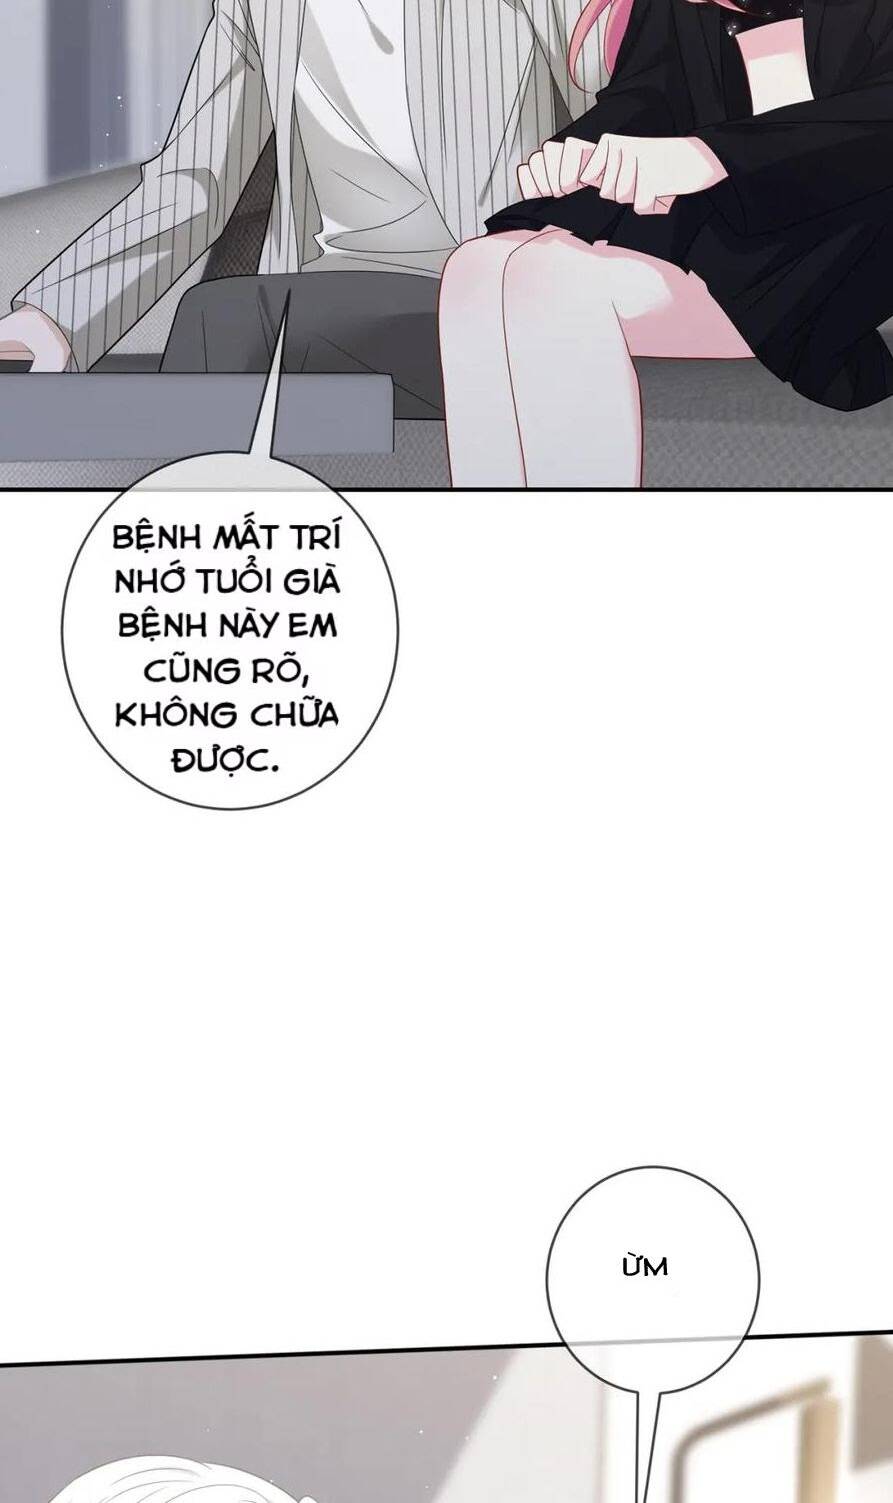 BỆNH MẤT TRÍ
NHỚ TUỔI GIÀ
BỆNH NÀY EM
CŨNG RÕ,
KHÔNG CHỮA
ĐƯỢC.
ỪM